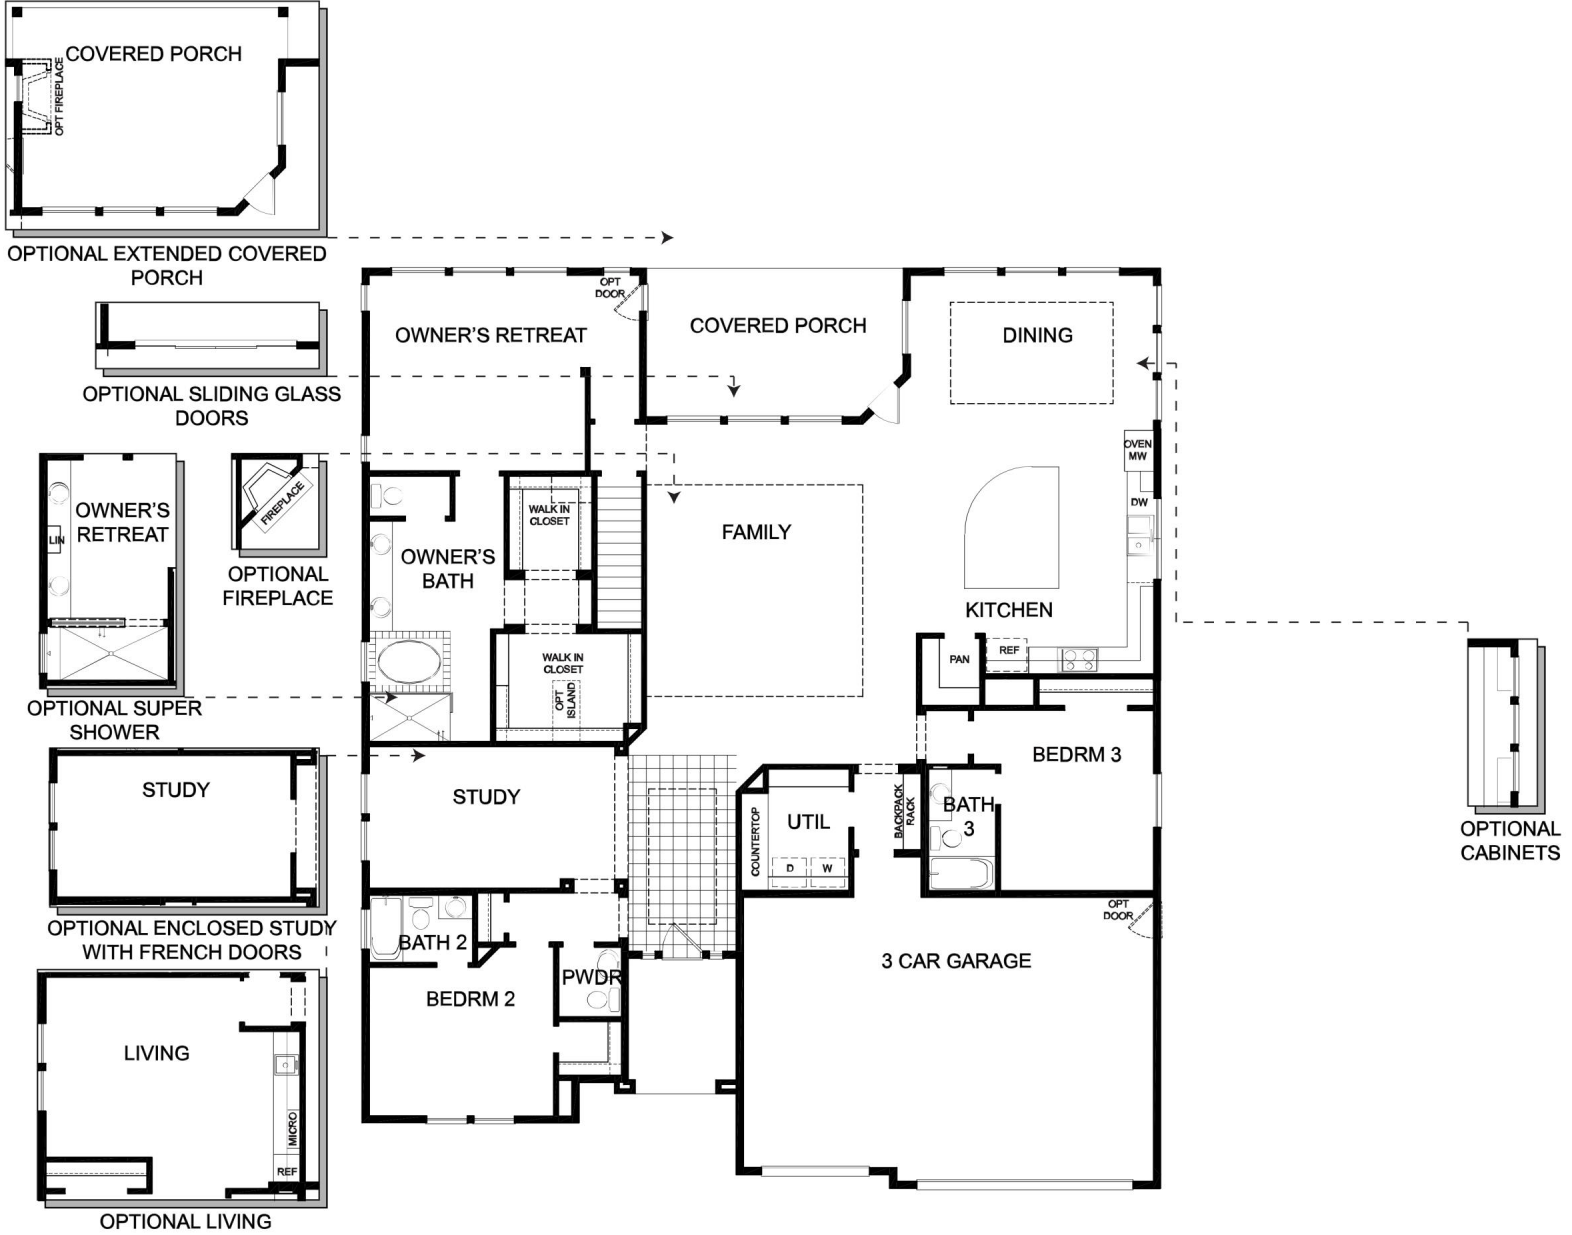 COVERED PORCH
OPT FIREPLACE
OPTIONAL EXTENDED COVERED
PORCH
OPTIONAL SLIDING GLASS
DOORS
OWNER'S
RETREAT
LIN
OPTIONAL SUPER
SHOWER
FIREPLACE
OPTIONAL
FIREPLACE
STUDY
OPTIONAL ENCLOSED STUDY
WITH FRENCH DOORS
LIVING
MICRO
REF
OPTIONAL LIVING
OPT
DOOR
OWNER'S RETREAT
COVERED PORCH
DINING
OVEN
MW
DW
WALK IN
CLOSET
FAMILY
OWNER'S
BATH
KITCHEN
REF
PAN
WALK IN
CLOSET
OPT
ISLAND
BEDRM 3
STUDY
BATH
3
UTIL
COUNTERTOP
BACKPACK
RACK
D
W
OPT
DOOR
BATH 2
3 CAR GARAGE
PWDR
BEDRM 2
OPTIONAL
CABINETS